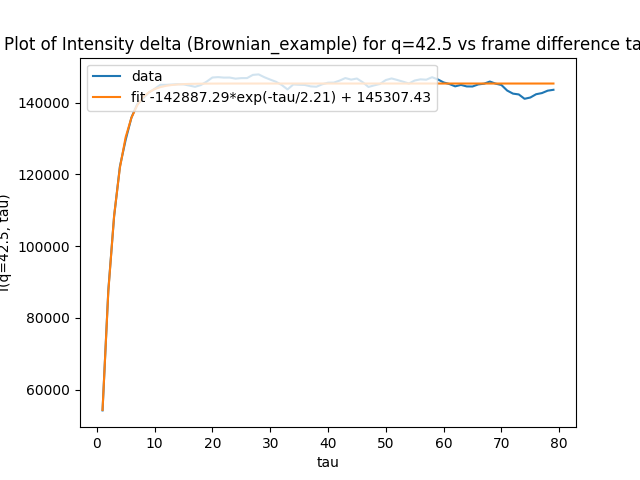 Plot of Intensity delta (Brownian_example) for q=42.5 vs frame difference ta
data
fit -142887.29*exp(-tau/2.21) + 145307.43
140000
120000
100000
80000
60000
I(q=42.5, tau)
0 10 20 30 40 50 60 70 80
tau